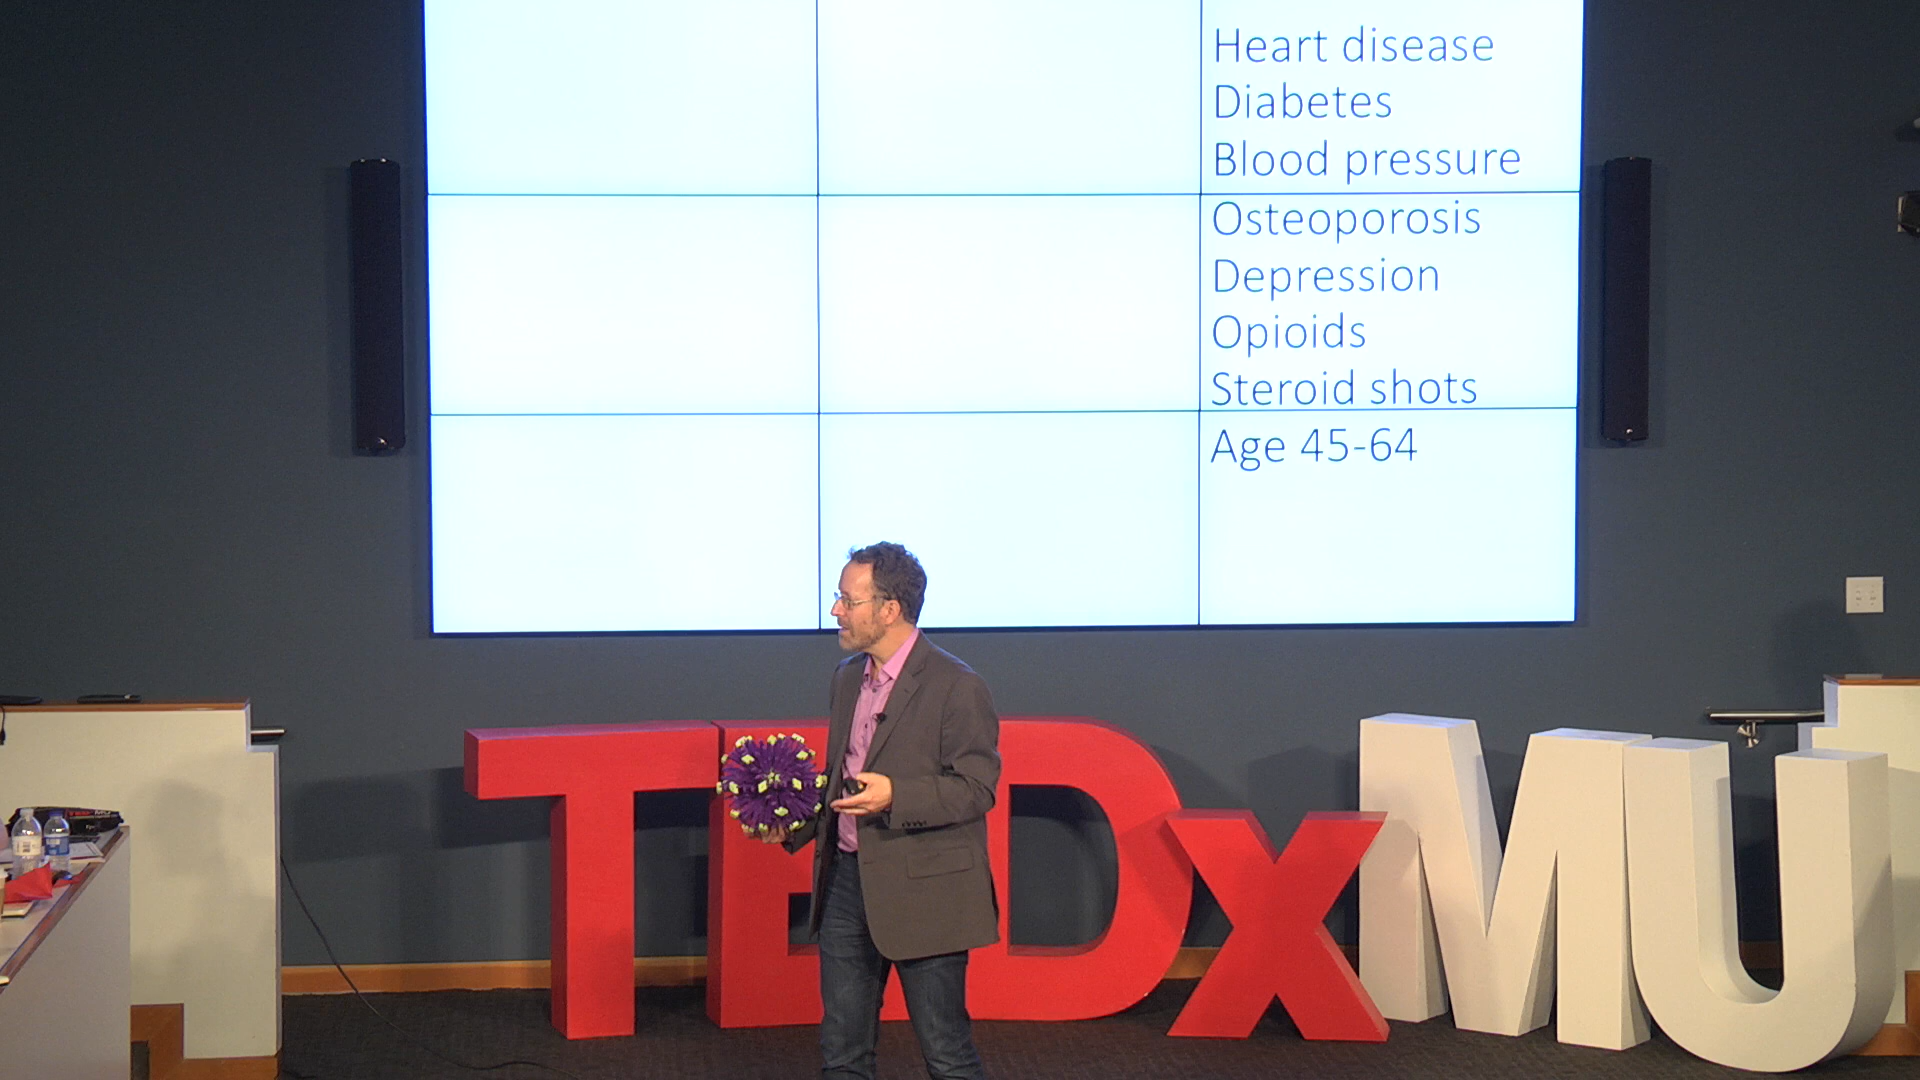 Heart disease
Diabetes
Blood pressure
Osteoporosis
Depression
Opioids
Steroid shots
Age 45-64
TEDxMU